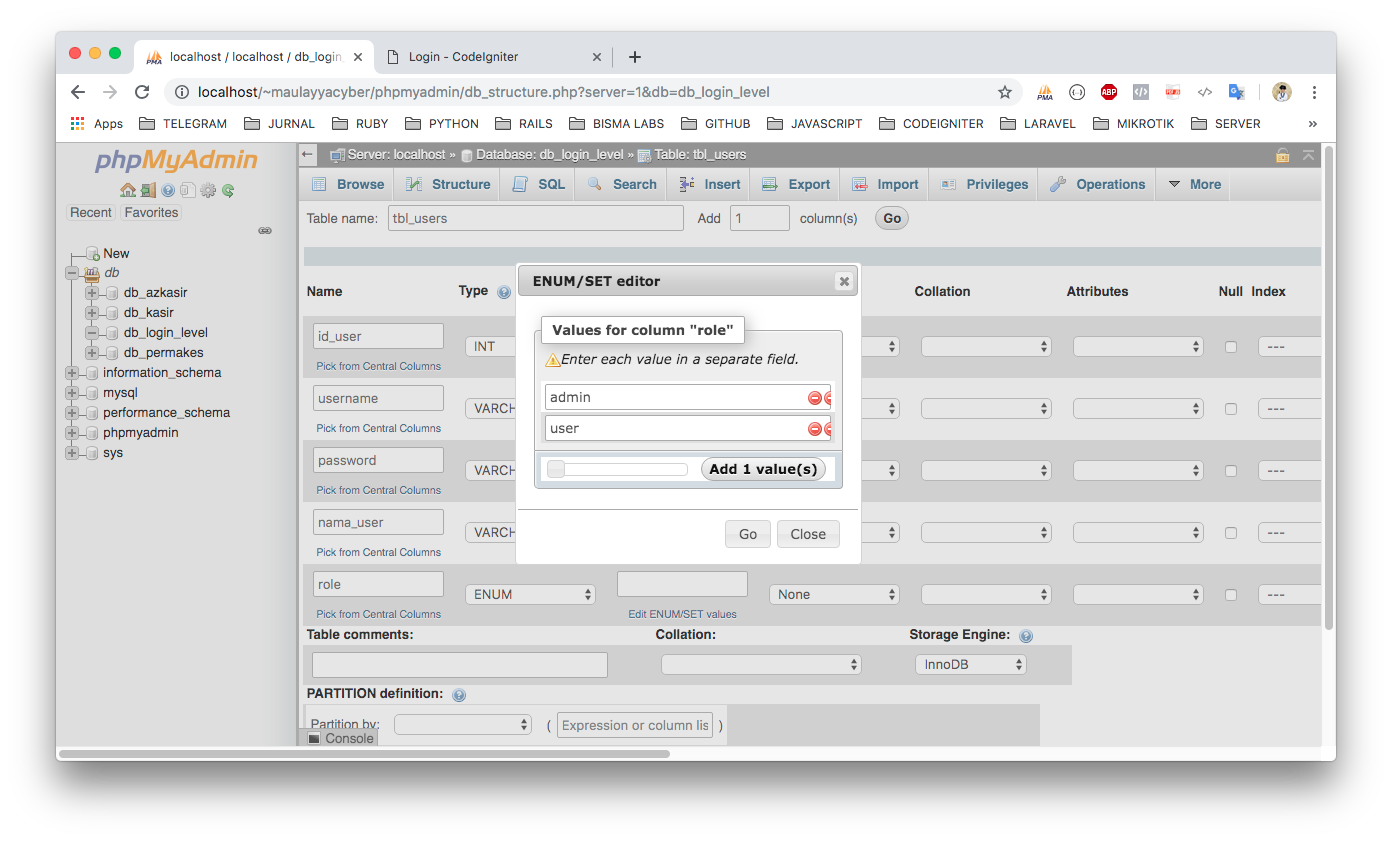 localhost / localhost / db_login_
Login - CodeIgniter
localhost/~maulayyacyber/phpmyadmin/db_structure.php?server=1&db=db_login_level
PMA ABP
Apps TELEGRAM JURNAL RUBY PYTHON RAILS BISMA LABS GITHUB JAVASCRIPT CODEIGNITER LARAVEL MIKROTIK SERVER »
phpMyAdmin
Recent Favorites
New
db
db_azkasir
db_kasir
db_login_level
db_permakes
information_schema
mysql
performance_schema
phpmyadmin
sys
Server: localhost » Database: db_login_level » Table: tbl_users
Browse Structure SQL Search Insert Export Import Privileges Operations More
Table name: tbl_users Add 1 column(s) Go
Name Type Collation Attributes Null Index
id_user INT ---
Pick from Central Columns
username VARCH ---
Pick from Central Columns
password VARCH ---
Pick from Central Columns
nama_user VARCH ---
Pick from Central Columns
role ENUM None ---
Pick from Central Columns Edit ENUM/SET values
ENUM/SET editor
Values for column "role"
Enter each value in a separate field.
admin
user
Add 1 value(s)
Go Close
Table comments: Collation: Storage Engine:
InnoDB
PARTITION definition:
Partition by: ( Expression or column lis )
Console